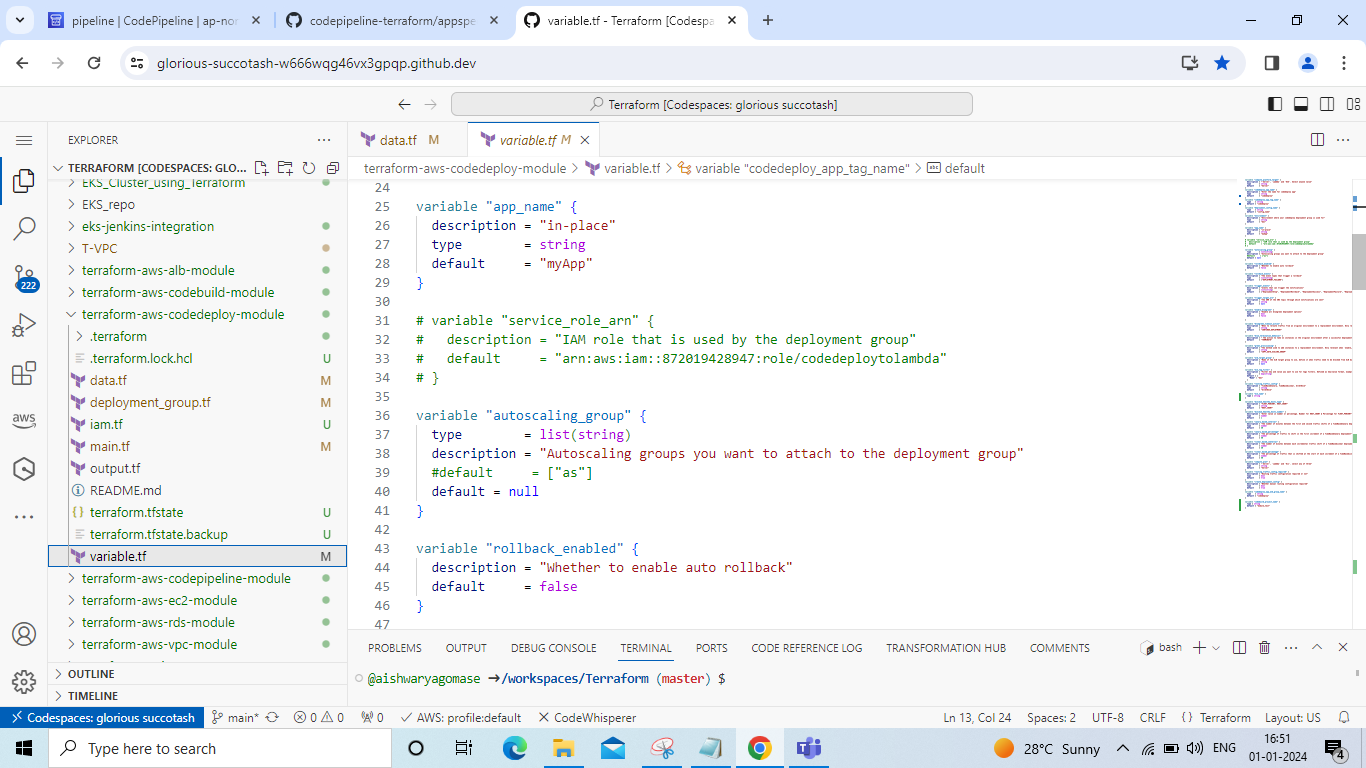 pipeline | CodePipeline | ap-nor
codepipeline-terraform/appspe
variable.tf - Terraform [Codespa
glorious-succotash-w666wqg46vx3gpqp.github.dev
Terraform [Codespaces: glorious succotash]
EXPLORER
TERRAFORM [CODESPACES: GLO...
EKS_Cluster_using_Terraform
EKS_repo
eks-jenkins-integration
T-VPC
terraform-aws-alb-module
terraform-aws-codebuild-module
terraform-aws-codedeploy-module
.terraform
.terraform.lock.hcl U
data.tf M
deployment_group.tf M
iam.tf U
main.tf M
output.tf
README.md
terraform.tfstate U
terraform.tfstate.backup U
variable.tf M
terraform-aws-codepipeline-module
terraform-aws-ec2-module
terraform-aws-rds-module
terraform-aws-vpc-module
OUTLINE
TIMELINE
222
aws
data.tf M
variable.tf M
terraform-aws-codedeploy-module > variable.tf > variable "codedeploy_app_tag_name" > default
24
25 variable "app_name" {
26 description = "in-place"
27 type = string
28 default = "myApp"
29 }
30
31 # variable "service_role_arn" {
32 # description = "IAM role that is used by the deployment group"
33 # default = "arn:aws:iam::872019428947:role/codedeploytolambda"
34 # }
35
36 variable "autoscaling_group" {
37 type = list(string)
38 description = "Autoscaling groups you want to attach to the deployment group"
39 #default = ["as"]
40 default = null
41 }
42
43 variable "rollback_enabled" {
44 description = "Whether to enable auto rollback"
45 default = false
46 }
47
PROBLEMS OUTPUT DEBUG CONSOLE TERMINAL PORTS CODE REFERENCE LOG TRANSFORMATION HUB COMMENTS
bash
@aishwaryagomase ➜/workspaces/Terraform (master) $
Codespaces: glorious succotash main* 0 0 0 AWS: profile:default CodeWhisperer
Ln 13, Col 24 Spaces: 2 UTF-8 CRLF {} Terraform Layout: US
Type here to search
28°C Sunny
ENG
16:51
01-01-2024
4